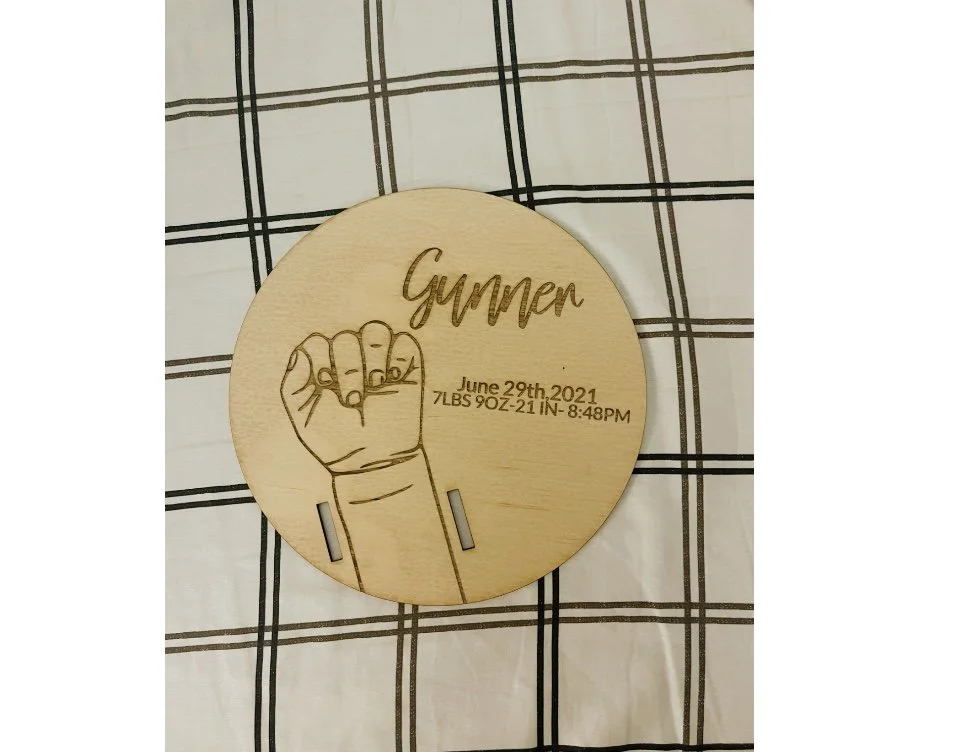 Gunner
June 29th,2021
7LBS 9OZ-21 IN- 8:48PM